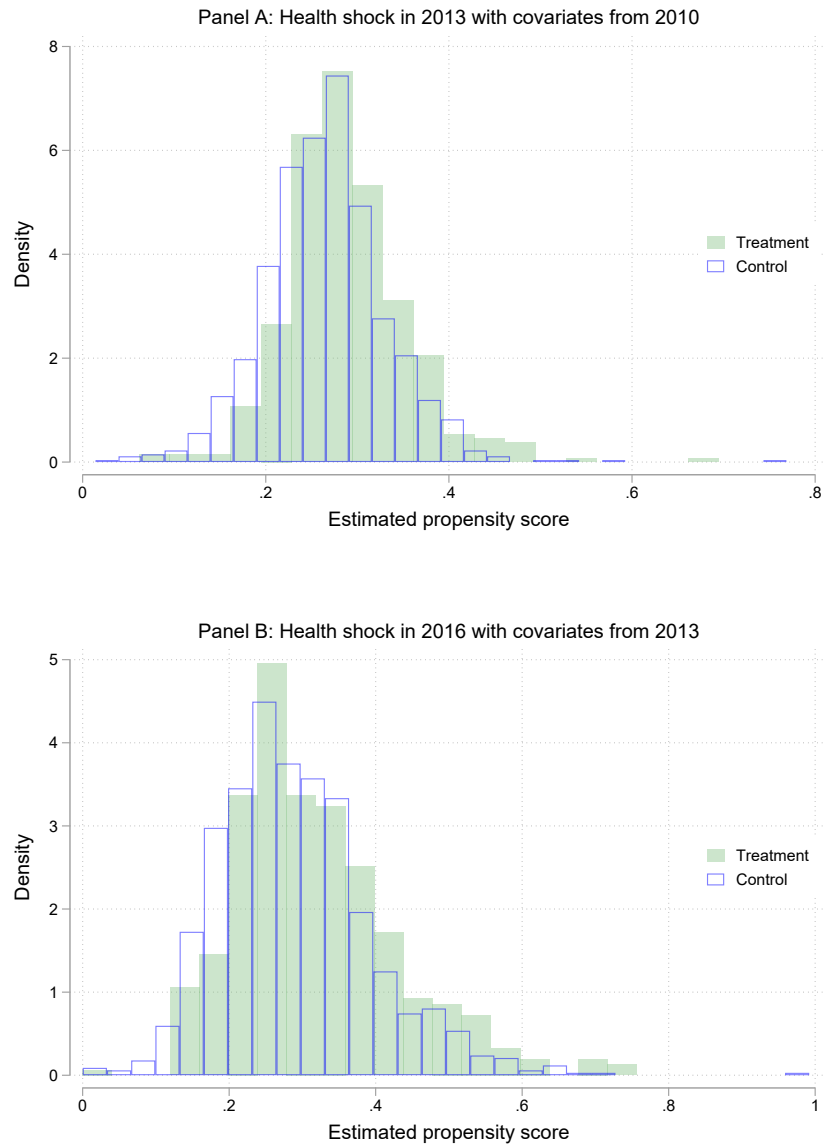 Panel A: Health shock in 2013 with covariates from 2010
8
6
4
2
0
Density
Treatment
Control
0 .2 .4 .6 .8
Estimated propensity score
Panel B: Health shock in 2016 with covariates from 2013
5
4
3
2
1
0
Density
Treatment
Control
0 .2 .4 .6 .8 1
Estimated propensity score